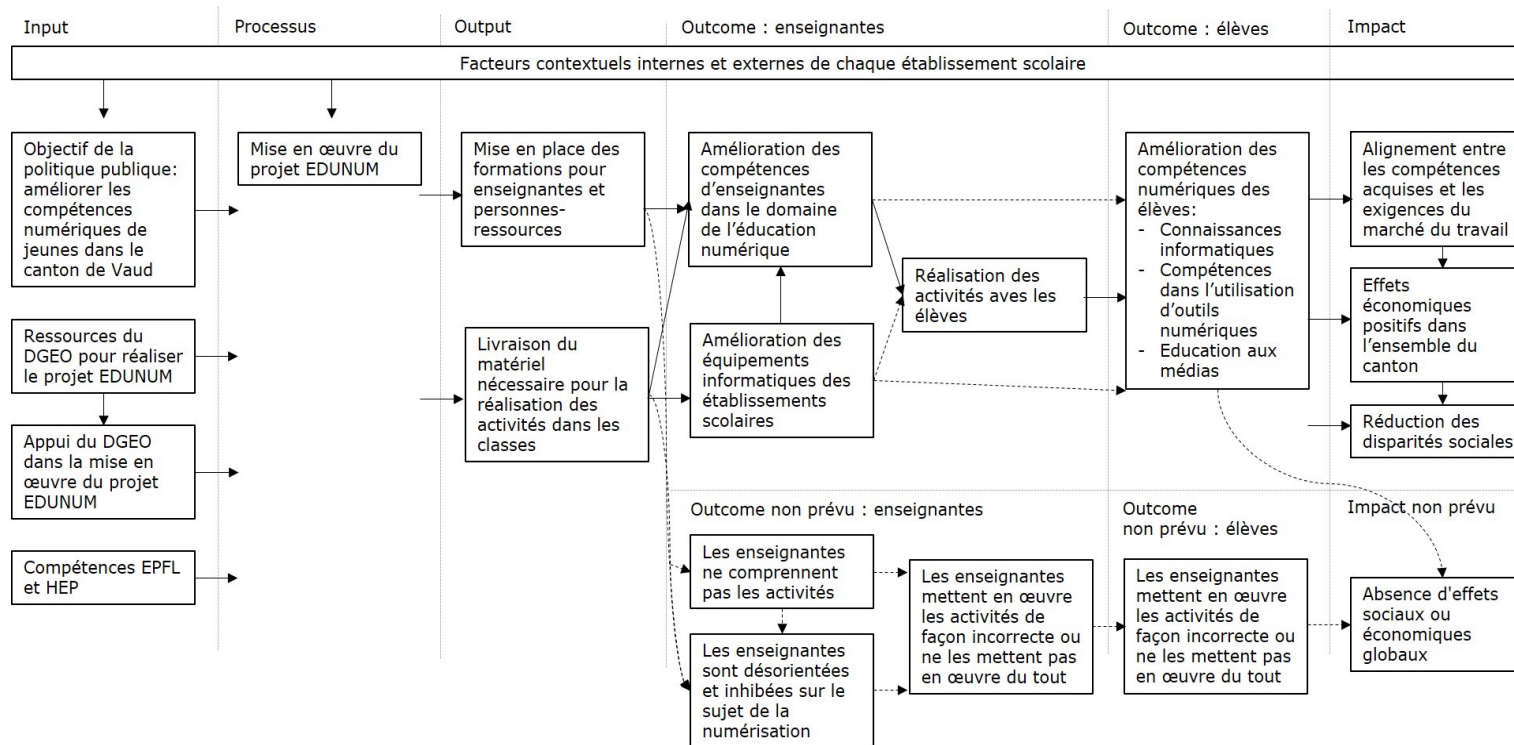 Input
Processus
Output
Outcome : enseignantes
Outcome : élèves
Impact
Facteurs contextuels internes et externes de chaque établissement scolaire
Objectif de la
politique publique:
améliorer les
compétences
numériques de
jeunes dans le
canton de Vaud
Ressources du
DGEO pour réaliser
le projet EDUNUM
Appui du DGEO
dans la mise en
œuvre du projet
EDUNUM
Compétences EPFL
et HEP
Mise en œuvre du
projet EDUNUM
Mise en place des
formations pour
enseignantes et
personnes-
ressources
Livraison du
matériel
nécessaire pour la
réalisation des
activités dans les
classes
Amélioration des
compétences
d’enseignantes
dans le domaine
de l’éducation
numérique
Amélioration des
équipements
informatiques des
établissements
scolaires
Réalisation des
activités aves les
élèves
Amélioration des
compétences
numériques des
élèves:
- Connaissances
informatiques
- Compétences
dans l’utilisation
d’outils
numériques
- Education aux
médias
Alignement entre
les compétences
acquises et les
exigences du
marché du travail
Effets
économiques
positifs dans
l’ensemble du
canton
Réduction des
disparités sociales
Outcome non prévu : enseignantes
Outcome
non prévu : élèves
Impact non prévu
Les enseignantes
ne comprennent
pas les activités
Les enseignantes
sont désorientées
et inhibées sur le
sujet de la
numérisation
Les enseignantes
mettent en œuvre
les activités de
façon incorrecte ou
ne les mettent pas
en œuvre du tout
Les enseignantes
mettent en œuvre
les activités de
façon incorrecte ou
ne les mettent pas
en œuvre du tout
Absence d'effets
sociaux ou
économiques
globaux